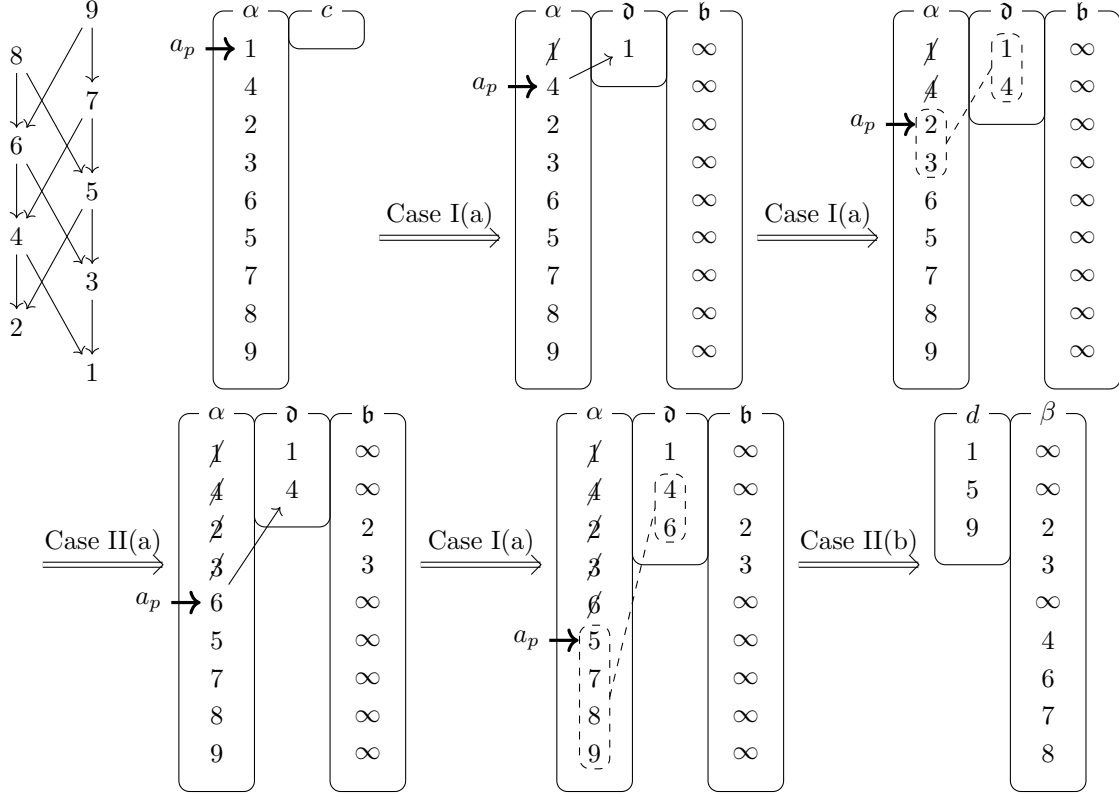 9
8
7
6
5
4
3
2
1
α c
a_p 1
4
2
3
6
5
7
8
9
Case I(a)
α 𝔡 𝔟
1 1 ∞
a_p 4 ∞
2 ∞
3 ∞
6 ∞
5 ∞
7 ∞
8 ∞
9 ∞
Case I(a)
α 𝔡 𝔟
1 1 ∞
4 4 ∞
a_p 2 ∞
3 ∞
6 ∞
5 ∞
7 ∞
8 ∞
9 ∞
Case II(a)
α 𝔡 𝔟
1 1 ∞
4 4 ∞
2 2
3 3
a_p 6 ∞
5 ∞
7 ∞
8 ∞
9 ∞
Case I(a)
α 𝔡 𝔟
1 1 ∞
4 4 ∞
2 6 2
3 3
6 ∞
a_p 5 ∞
7 ∞
8 ∞
9 ∞
Case II(b)
d β
1 ∞
5 ∞
9 2
3
∞
4
6
7
8